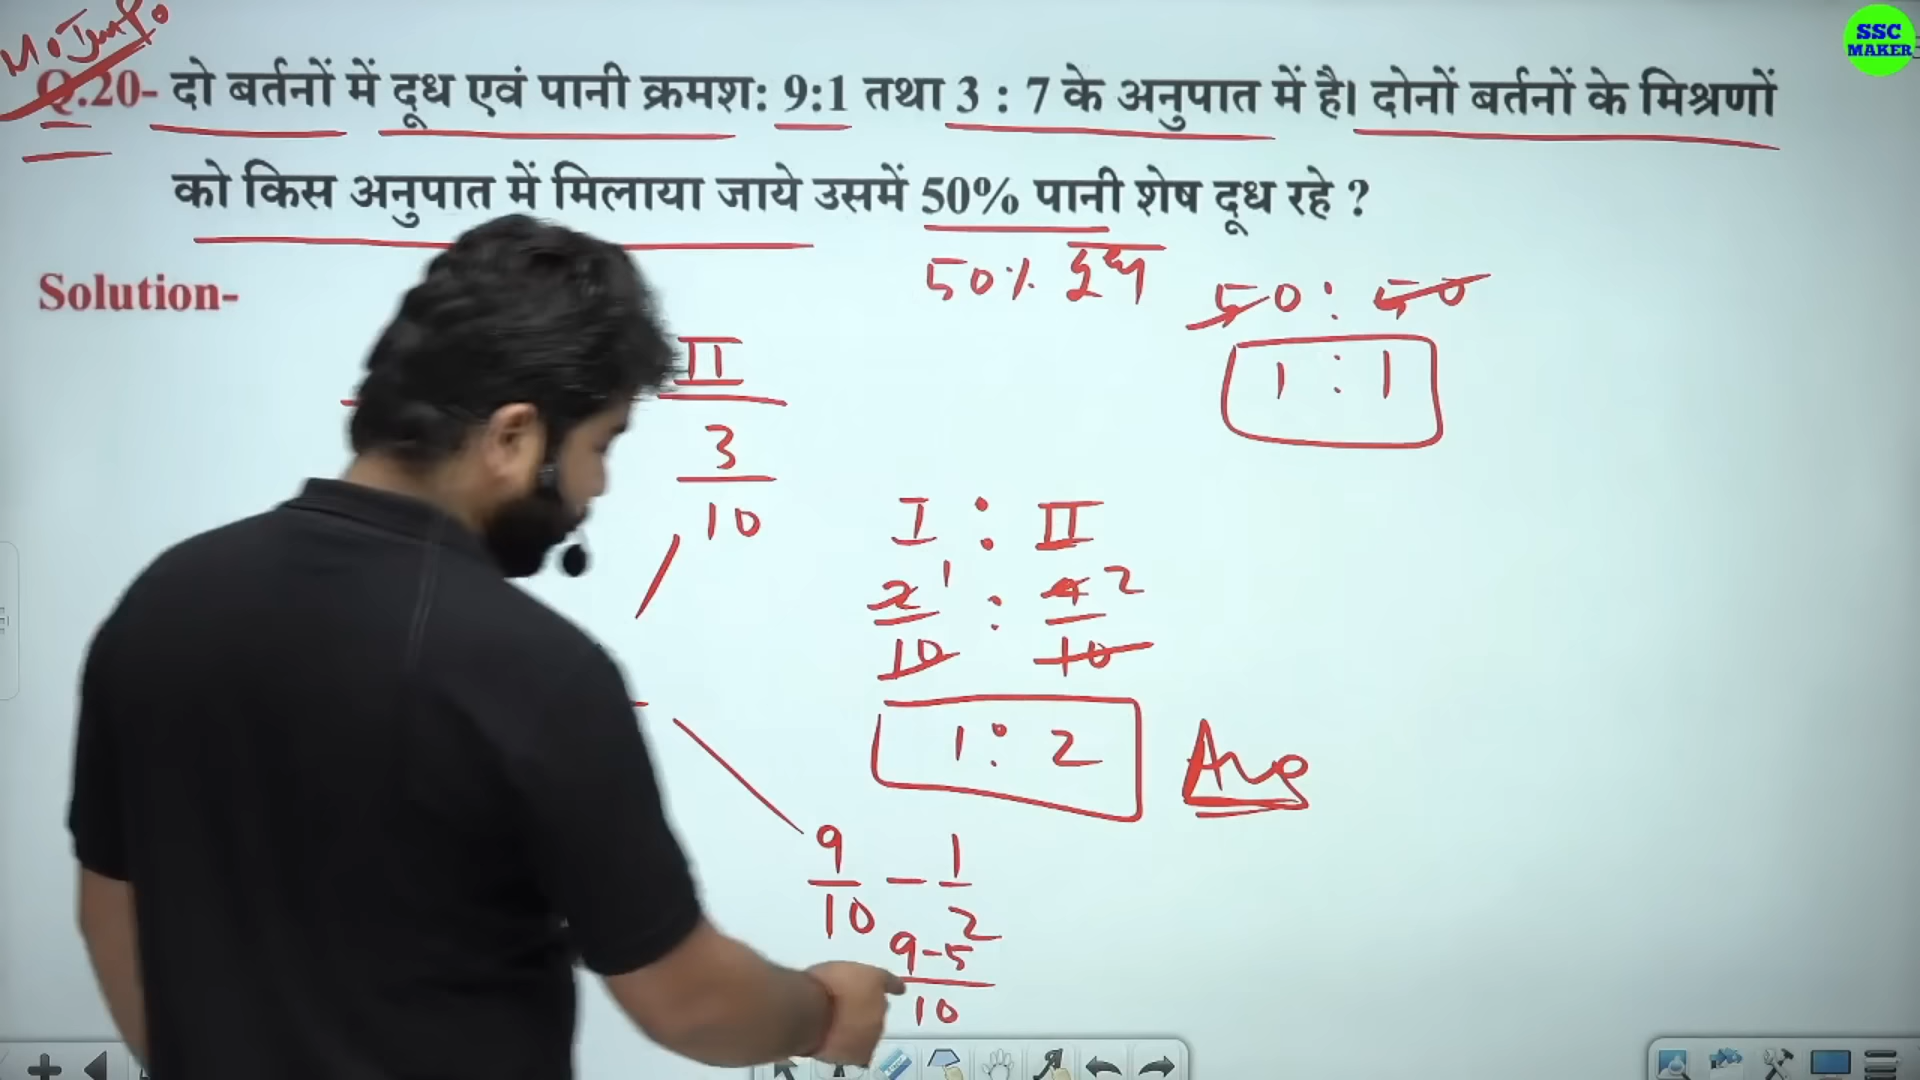 SSC
MAKER
Q.20- दो बर्तनों में दूध एवं पानी क्रमश: 9:1 तथा 3 : 7 के अनुपात में है। दोनों बर्तनों के मिश्रणों
को किस अनुपात में मिलाया जाये उसमें 50% पानी शेष दूध रहे ?
50% दूध
50 : 50
1 : 1
Solution-
II
3
10
I : II
2 1 : 4 2
10 10
1 : 2 Ans
9 - 1
10 2
9-5
10